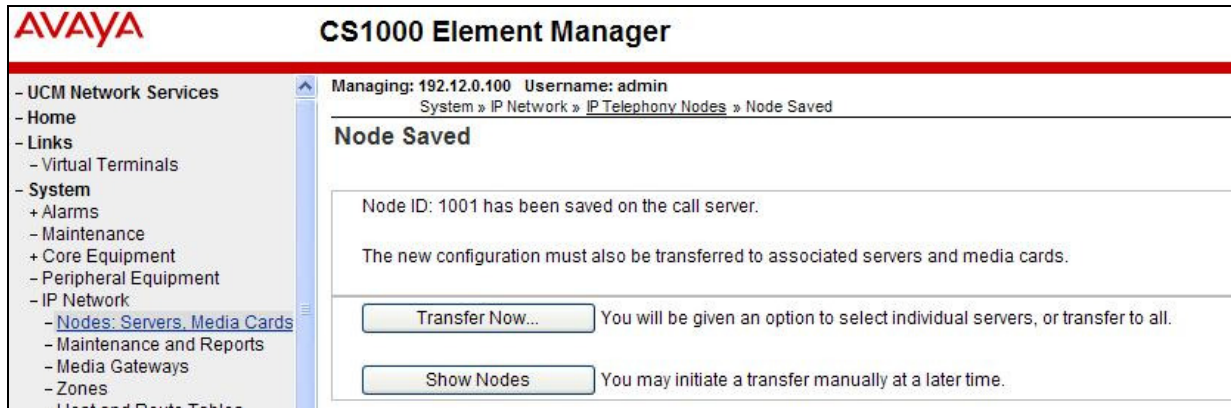 AVAYA
CS1000 Element Manager
- UCM Network Services
- Home
- Links
- Virtual Terminals
- System
+ Alarms
- Maintenance
+ Core Equipment
- Peripheral Equipment
- IP Network
- Nodes: Servers, Media Cards
- Maintenance and Reports
- Media Gateways
- Zones
- Host and Route Tables
Managing: 192.12.0.100 Username: admin
System » IP Network » IP Telephony Nodes » Node Saved
Node Saved
Node ID: 1001 has been saved on the call server.
The new configuration must also be transferred to associated servers and media cards.
Transfer Now... You will be given an option to select individual servers, or transfer to all.
Show Nodes You may initiate a transfer manually at a later time.